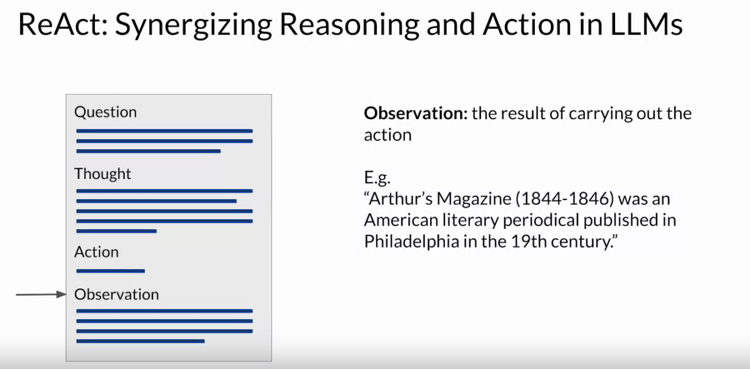 ReAct: Synergizing Reasoning and Action in LLMs
Question
Thought
Action
Observation
Observation: the result of carrying out the
action
E.g.
“Arthur’s Magazine (1844-1846) was an
American literary periodical published in
Philadelphia in the 19th century.”